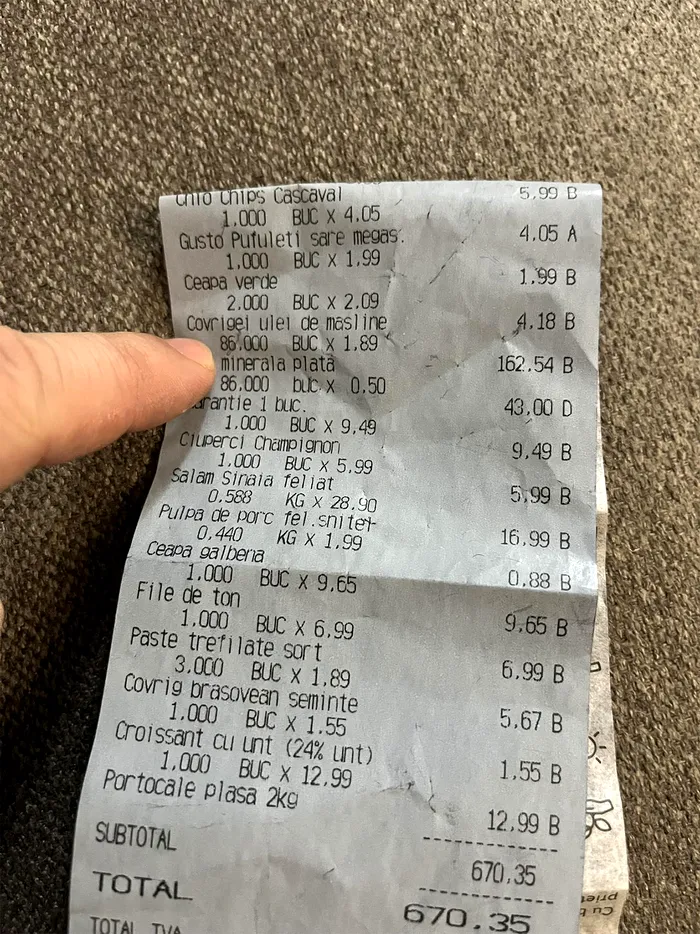 Chio Chips Cascaval 5,99 B
1.000 BUC X 4.05
Gusto Pufuleti sare megas. 4.05 A
1,000 BUC X 1.99
Ceapa verde 1.99 B
2.000 BUC X 2.09
Covrigei ulei de masline 4.18 B
86,000 BUC X 1.89
minerala plata 162.54 B
86,000 buc X 0.50
arantie 1 buc. 43,00 D
1.000 BUC X 9,49
Ciuperci Champignon 9,49 B
1.000 BUC X 5,99
Salam Sinaia feliat 5,99 B
0.588 KG X 28.90
Pulpa de porc fel.snitel 16.99 B
0,440 KG X 1,99
Ceapa galbena 0.88 B
1,000 BUC X 9.65
File de ton 9.65 B
1.000 BUC X 6.99
Paste trefilate sort 6.99 B
3.000 BUC X 1.89
Covrig brasovean seminte 5.67 B
1.000 BUC X 1.55
Croissant cu unt (24% unt) 1,55 B
1.000 BUC X 12,99
Portocale plasa 2kg 12,99 B
SUBTOTAL 670.35
TOTAL 670.35
TOTAL TVA
Cu
prie